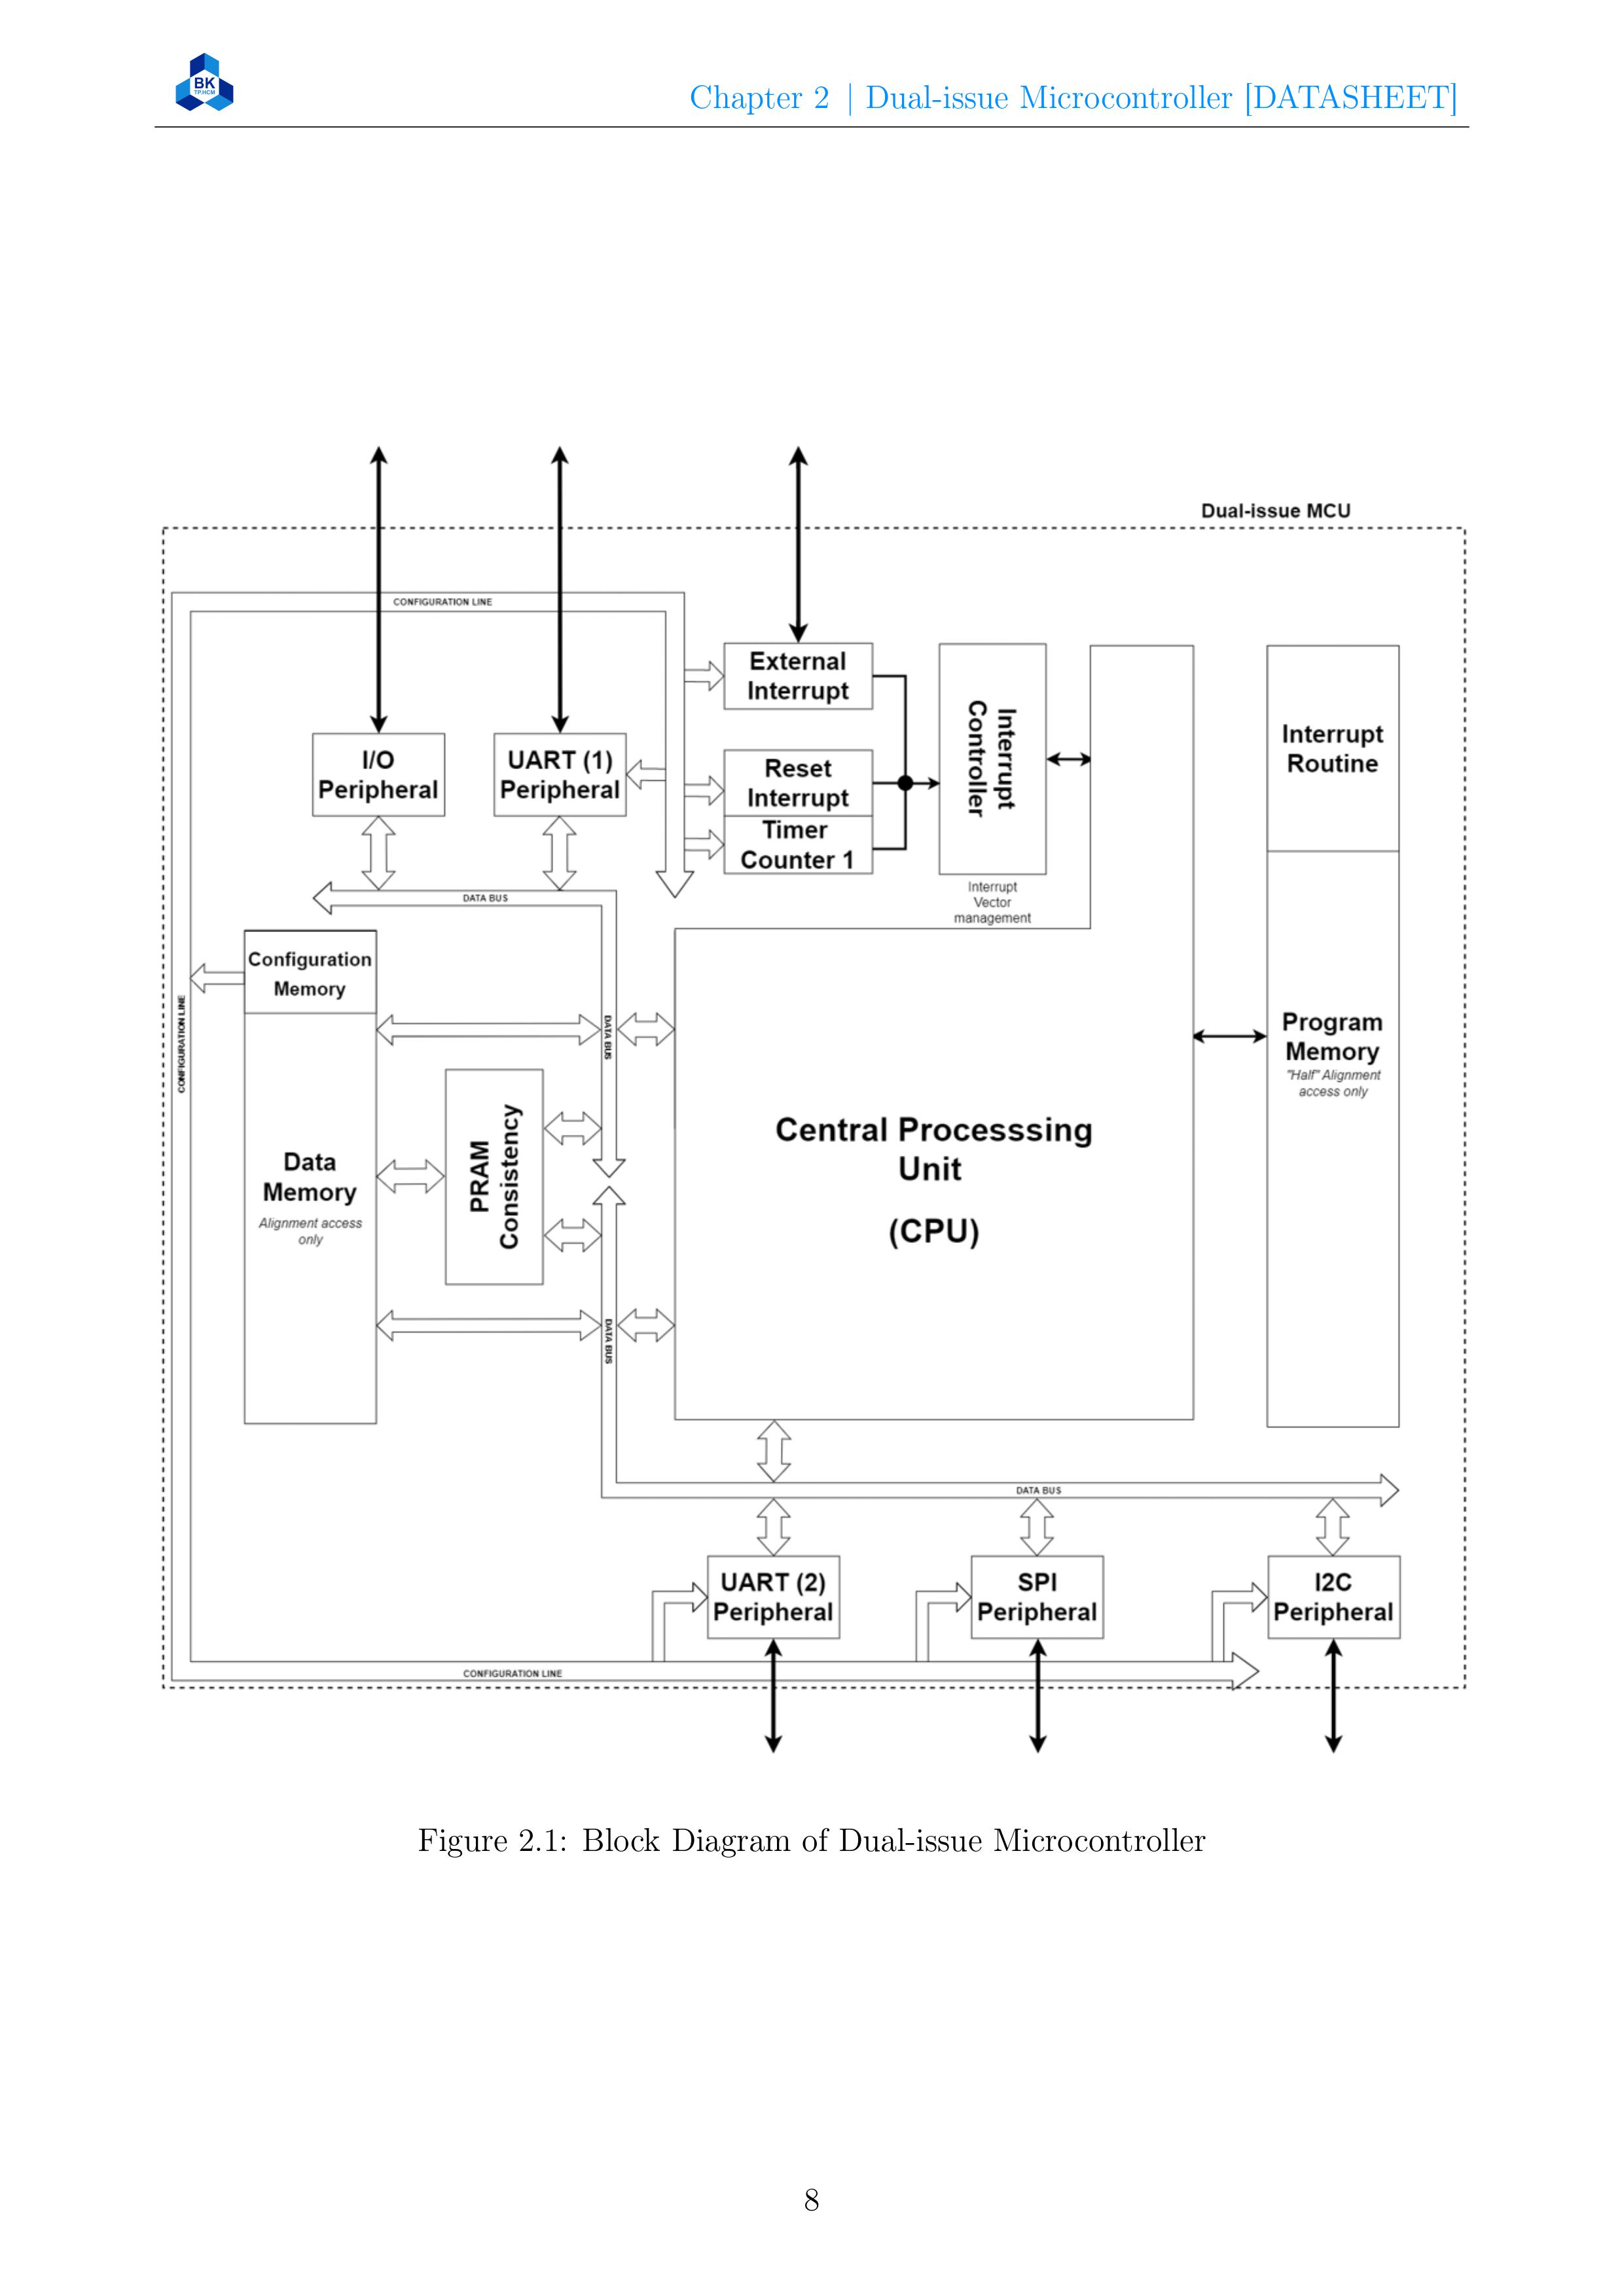 BK
TP.HCM
Chapter 2 | Dual-issue Microcontroller [DATASHEET]
Dual-issue MCU
CONFIGURATION LINE
External
Interrupt
Interrupt
Controller
Interrupt
Routine
I/O
Peripheral
UART (1)
Peripheral
Reset
Interrupt
Timer
Counter 1
Interrupt
Vector
management
DATA BUS
Configuration
Memory
CONFIGURATION LINE
DATA BUS
Program
Memory
"Half" Alignment
access only
PRAM
Consistency
Central Processsing
Unit
(CPU)
Data
Memory
Alignment access
only
DATA BUS
DATA BUS
UART (2)
Peripheral
SPI
Peripheral
I2C
Peripheral
CONFIGURATION LINE
Figure 2.1: Block Diagram of Dual-issue Microcontroller
8